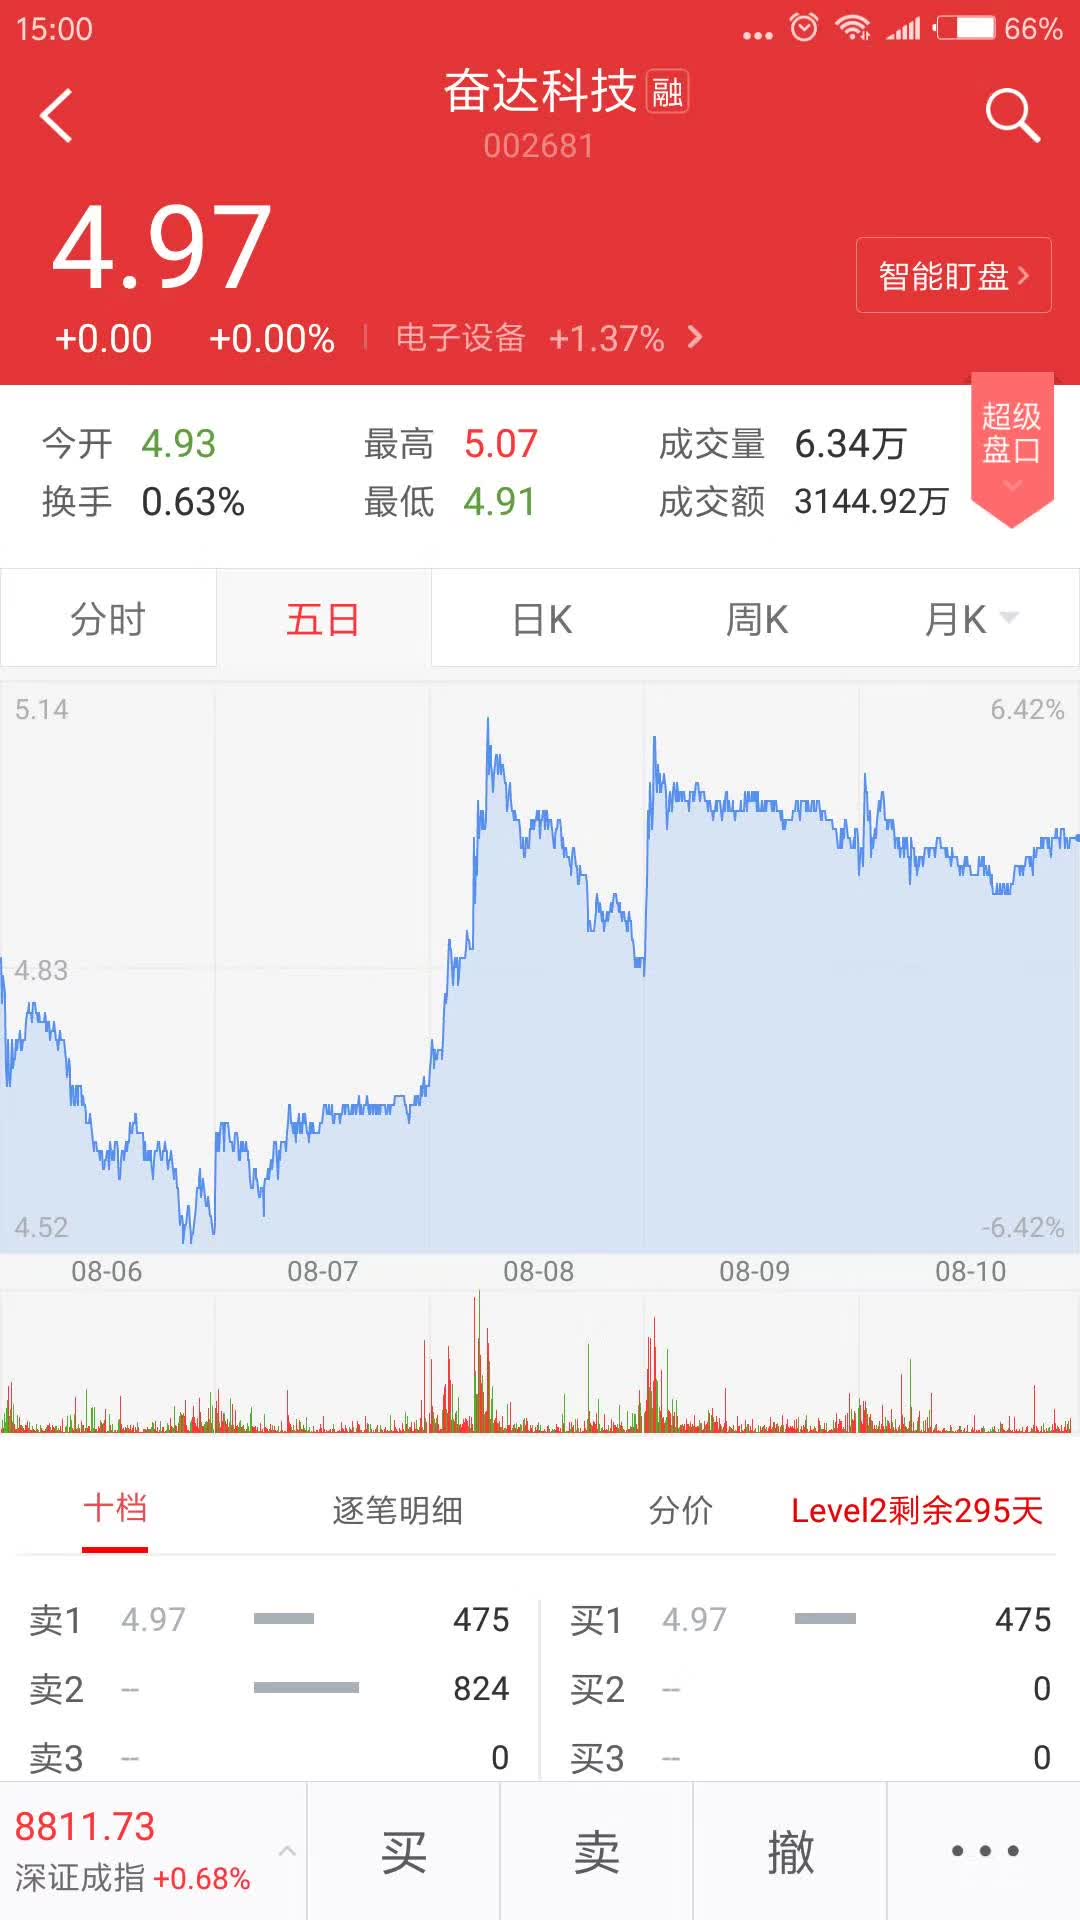 15:00 66%
奋达科技 融
002681
4.97
智能盯盘
+0.00 +0.00% 电子设备 +1.37%
今开 4.93 最高 5.07 成交量 6.34万
换手 0.63% 最低 4.91 成交额 3144.92万
超级
盘口
分时 五日 日K 周K 月K
5.14 6.42%
4.83
4.52 -6.42%
08-06 08-07 08-08 08-09 08-10
十档 逐笔明细 分价 Level2剩余295天
卖1 4.97 475 买1 4.97 475
卖2 -- 824 买2 -- 0
卖3 -- 0 买3 -- 0
8811.73
深证成指 +0.68%
买 卖 撤